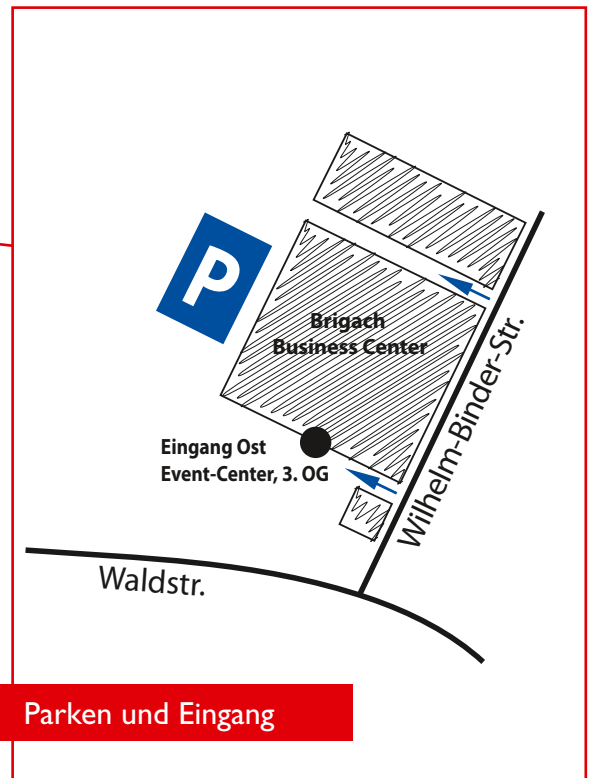 P
Brigach
Business Center
Wilhelm-Binder-Str.
Eingang Ost
Event-Center, 3. OG
Waldstr.
Parken und Eingang